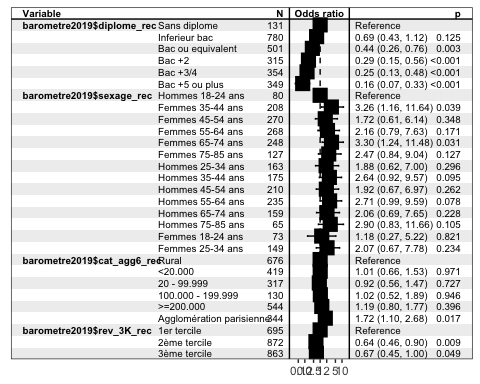 Variable N Odds ratio p
barometre2019$diplome_rec Sans diplome 131 Reference
Inferieur bac 780 0.69 (0.43, 1.12) 0.125
Bac ou equivalent 501 0.44 (0.26, 0.76) 0.003
Bac +2 315 0.29 (0.15, 0.56) <0.001
Bac +3/4 354 0.25 (0.13, 0.48) <0.001
Bac +5 ou plus 349 0.16 (0.07, 0.33) <0.001
barometre2019$sexage_rec Hommes 18-24 ans 80 Reference
Femmes 35-44 ans 208 3.26 (1.16, 11.64) 0.039
Femmes 45-54 ans 270 1.72 (0.61, 6.14) 0.348
Femmes 55-64 ans 268 2.16 (0.79, 7.63) 0.171
Femmes 65-74 ans 248 3.30 (1.24, 11.48) 0.031
Femmes 75-85 ans 127 2.47 (0.84, 9.04) 0.127
Hommes 25-34 ans 163 1.88 (0.62, 7.00) 0.296
Hommes 35-44 ans 175 2.64 (0.92, 9.57) 0.095
Hommes 45-54 ans 210 1.92 (0.67, 6.97) 0.262
Hommes 55-64 ans 235 2.71 (0.99, 9.59) 0.078
Hommes 65-74 ans 159 2.06 (0.69, 7.65) 0.228
Hommes 75-85 ans 65 2.90 (0.83, 11.66) 0.105
Femmes 18-24 ans 73 1.18 (0.27, 5.22) 0.821
Femmes 25-34 ans 149 2.07 (0.67, 7.78) 0.234
barometre2019$cat_agg6_rec Rural 676 Reference
<20.000 419 1.01 (0.66, 1.53) 0.971
20 - 99.999 317 0.92 (0.56, 1.47) 0.727
100.000 - 199.999 130 1.02 (0.52, 1.89) 0.946
>=200.000 544 1.19 (0.80, 1.77) 0.396
Agglomération parisienne 344 1.72 (1.10, 2.68) 0.017
barometre2019$rev_3K_rec 1er tercile 695 Reference
2ème tercile 872 0.64 (0.46, 0.90) 0.009
3ème tercile 863 0.67 (0.45, 1.00) 0.049